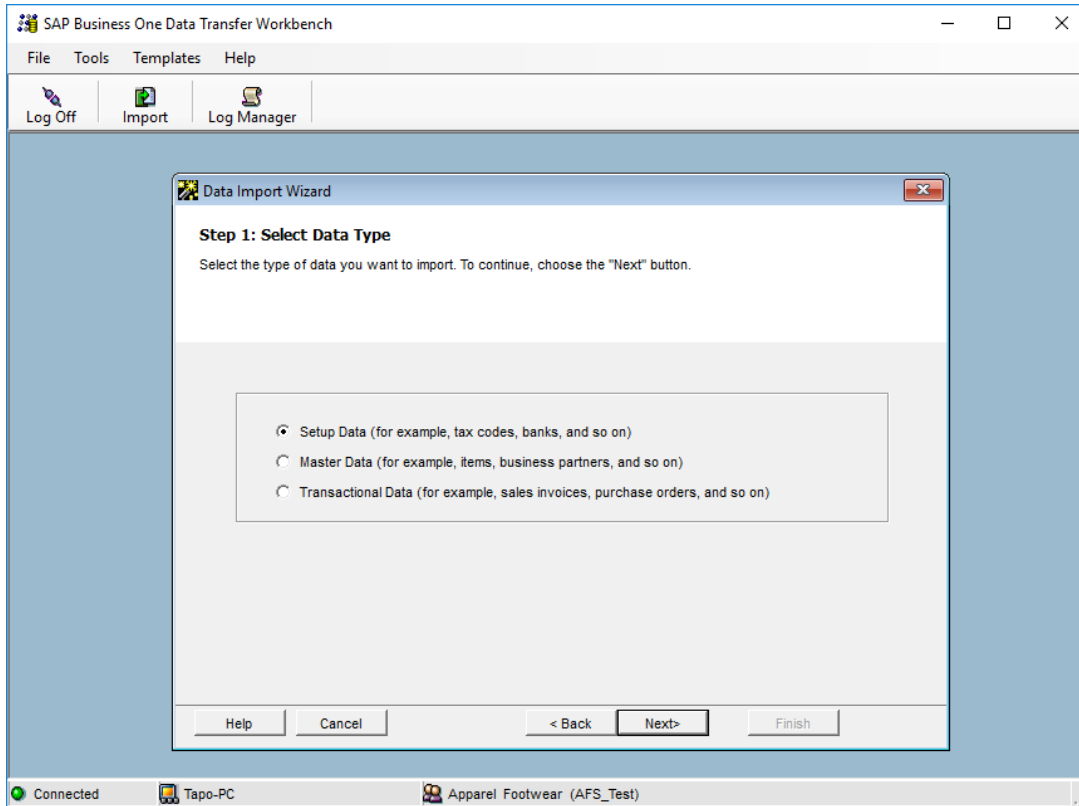 SAP Business One Data Transfer Workbench
File Tools Templates Help
Log Off Import Log Manager
Data Import Wizard
Step 1: Select Data Type
Select the type of data you want to import. To continue, choose the "Next" button.
Setup Data (for example, tax codes, banks, and so on)
Master Data (for example, items, business partners, and so on)
Transactional Data (for example, sales invoices, purchase orders, and so on)
Help Cancel < Back Next> Finish
Connected Tapo-PC Apparel Footwear (AFS_Test)